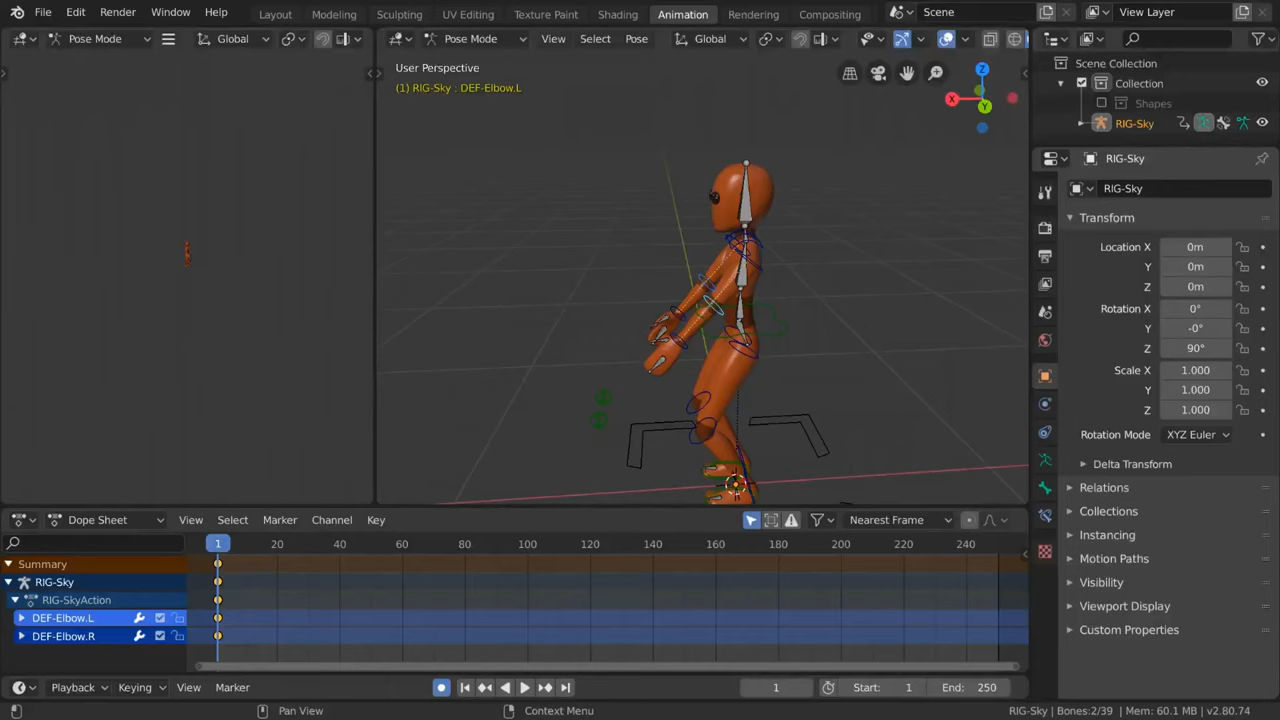 File Edit Render Window Help Layout Modeling Sculpting UV Editing Texture Paint Shading Animation Rendering Compositing Scene View Layer
Pose Mode Global Pose Mode View Select Pose Global
User Perspective
(1) RIG-Sky : DEF-Elbow.L
Z
X
Y
Scene Collection
Collection
Shapes
RIG-Sky
RIG-Sky
RIG-Sky
Transform
Location X 0m
Y 0m
Z 0m
Rotation X 0°
Y -0°
Z 90°
Scale X 1.000
Y 1.000
Z 1.000
Rotation Mode XYZ Euler
Delta Transform
Relations
Collections
Instancing
Motion Paths
Visibility
Viewport Display
Custom Properties
Dope Sheet View Select Marker Channel Key Nearest Frame
1 20 40 60 80 100 120 140 160 180 200 220 240
Summary
RIG-Sky
RIG-SkyAction
DEF-Elbow.L
DEF-Elbow.R
Playback Keying View Marker 1 Start: 1 End: 250
Pan View Context Menu RIG-Sky | Bones:2/39 | Mem: 60.1 MB | v2.80.74